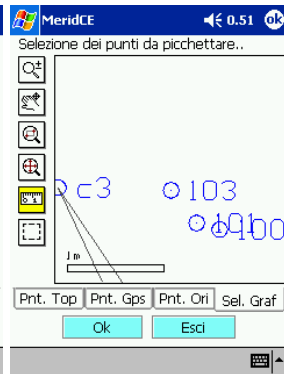 MeridCE 0.51 ok
Selezione dei punti da picchettare..
c3 103
1 m
Pnt. Top Pnt. Gps Pnt. Ori Sel. Graf
Ok Esci